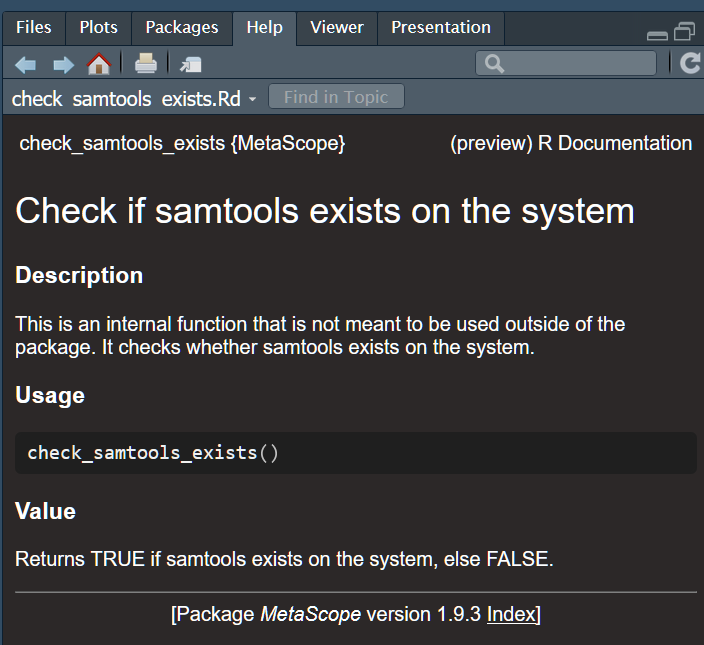 Files Plots Packages Help Viewer Presentation
check_samtools_exists.Rd Find in Topic
check_samtools_exists {MetaScope} (preview) R Documentation
Check if samtools exists on the system
Description
This is an internal function that is not meant to be used outside of the
package. It checks whether samtools exists on the system.
Usage
check_samtools_exists()
Value
Returns TRUE if samtools exists on the system, else FALSE.
[Package MetaScope version 1.9.3 Index]